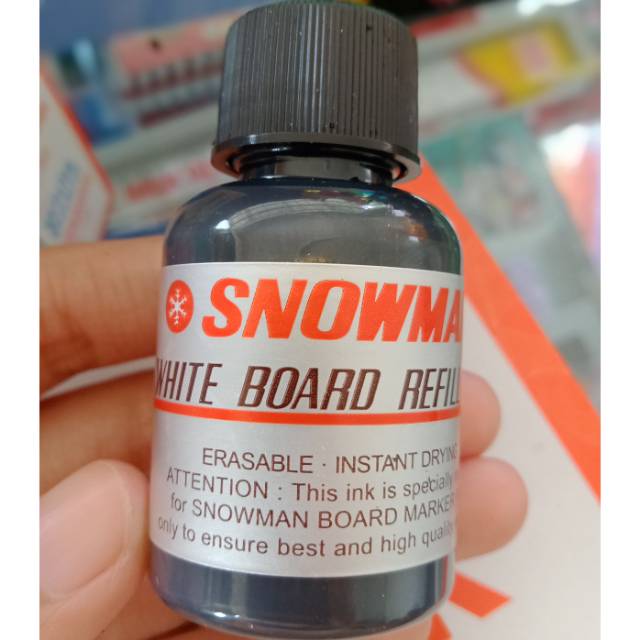 SNOWMA
WHITE BOARD REFIL
ERASABLE · INSTANT DRYING
ATTENTION : This ink is specially
for SNOWMAN BOARD MARKER
only to ensure best and high quality